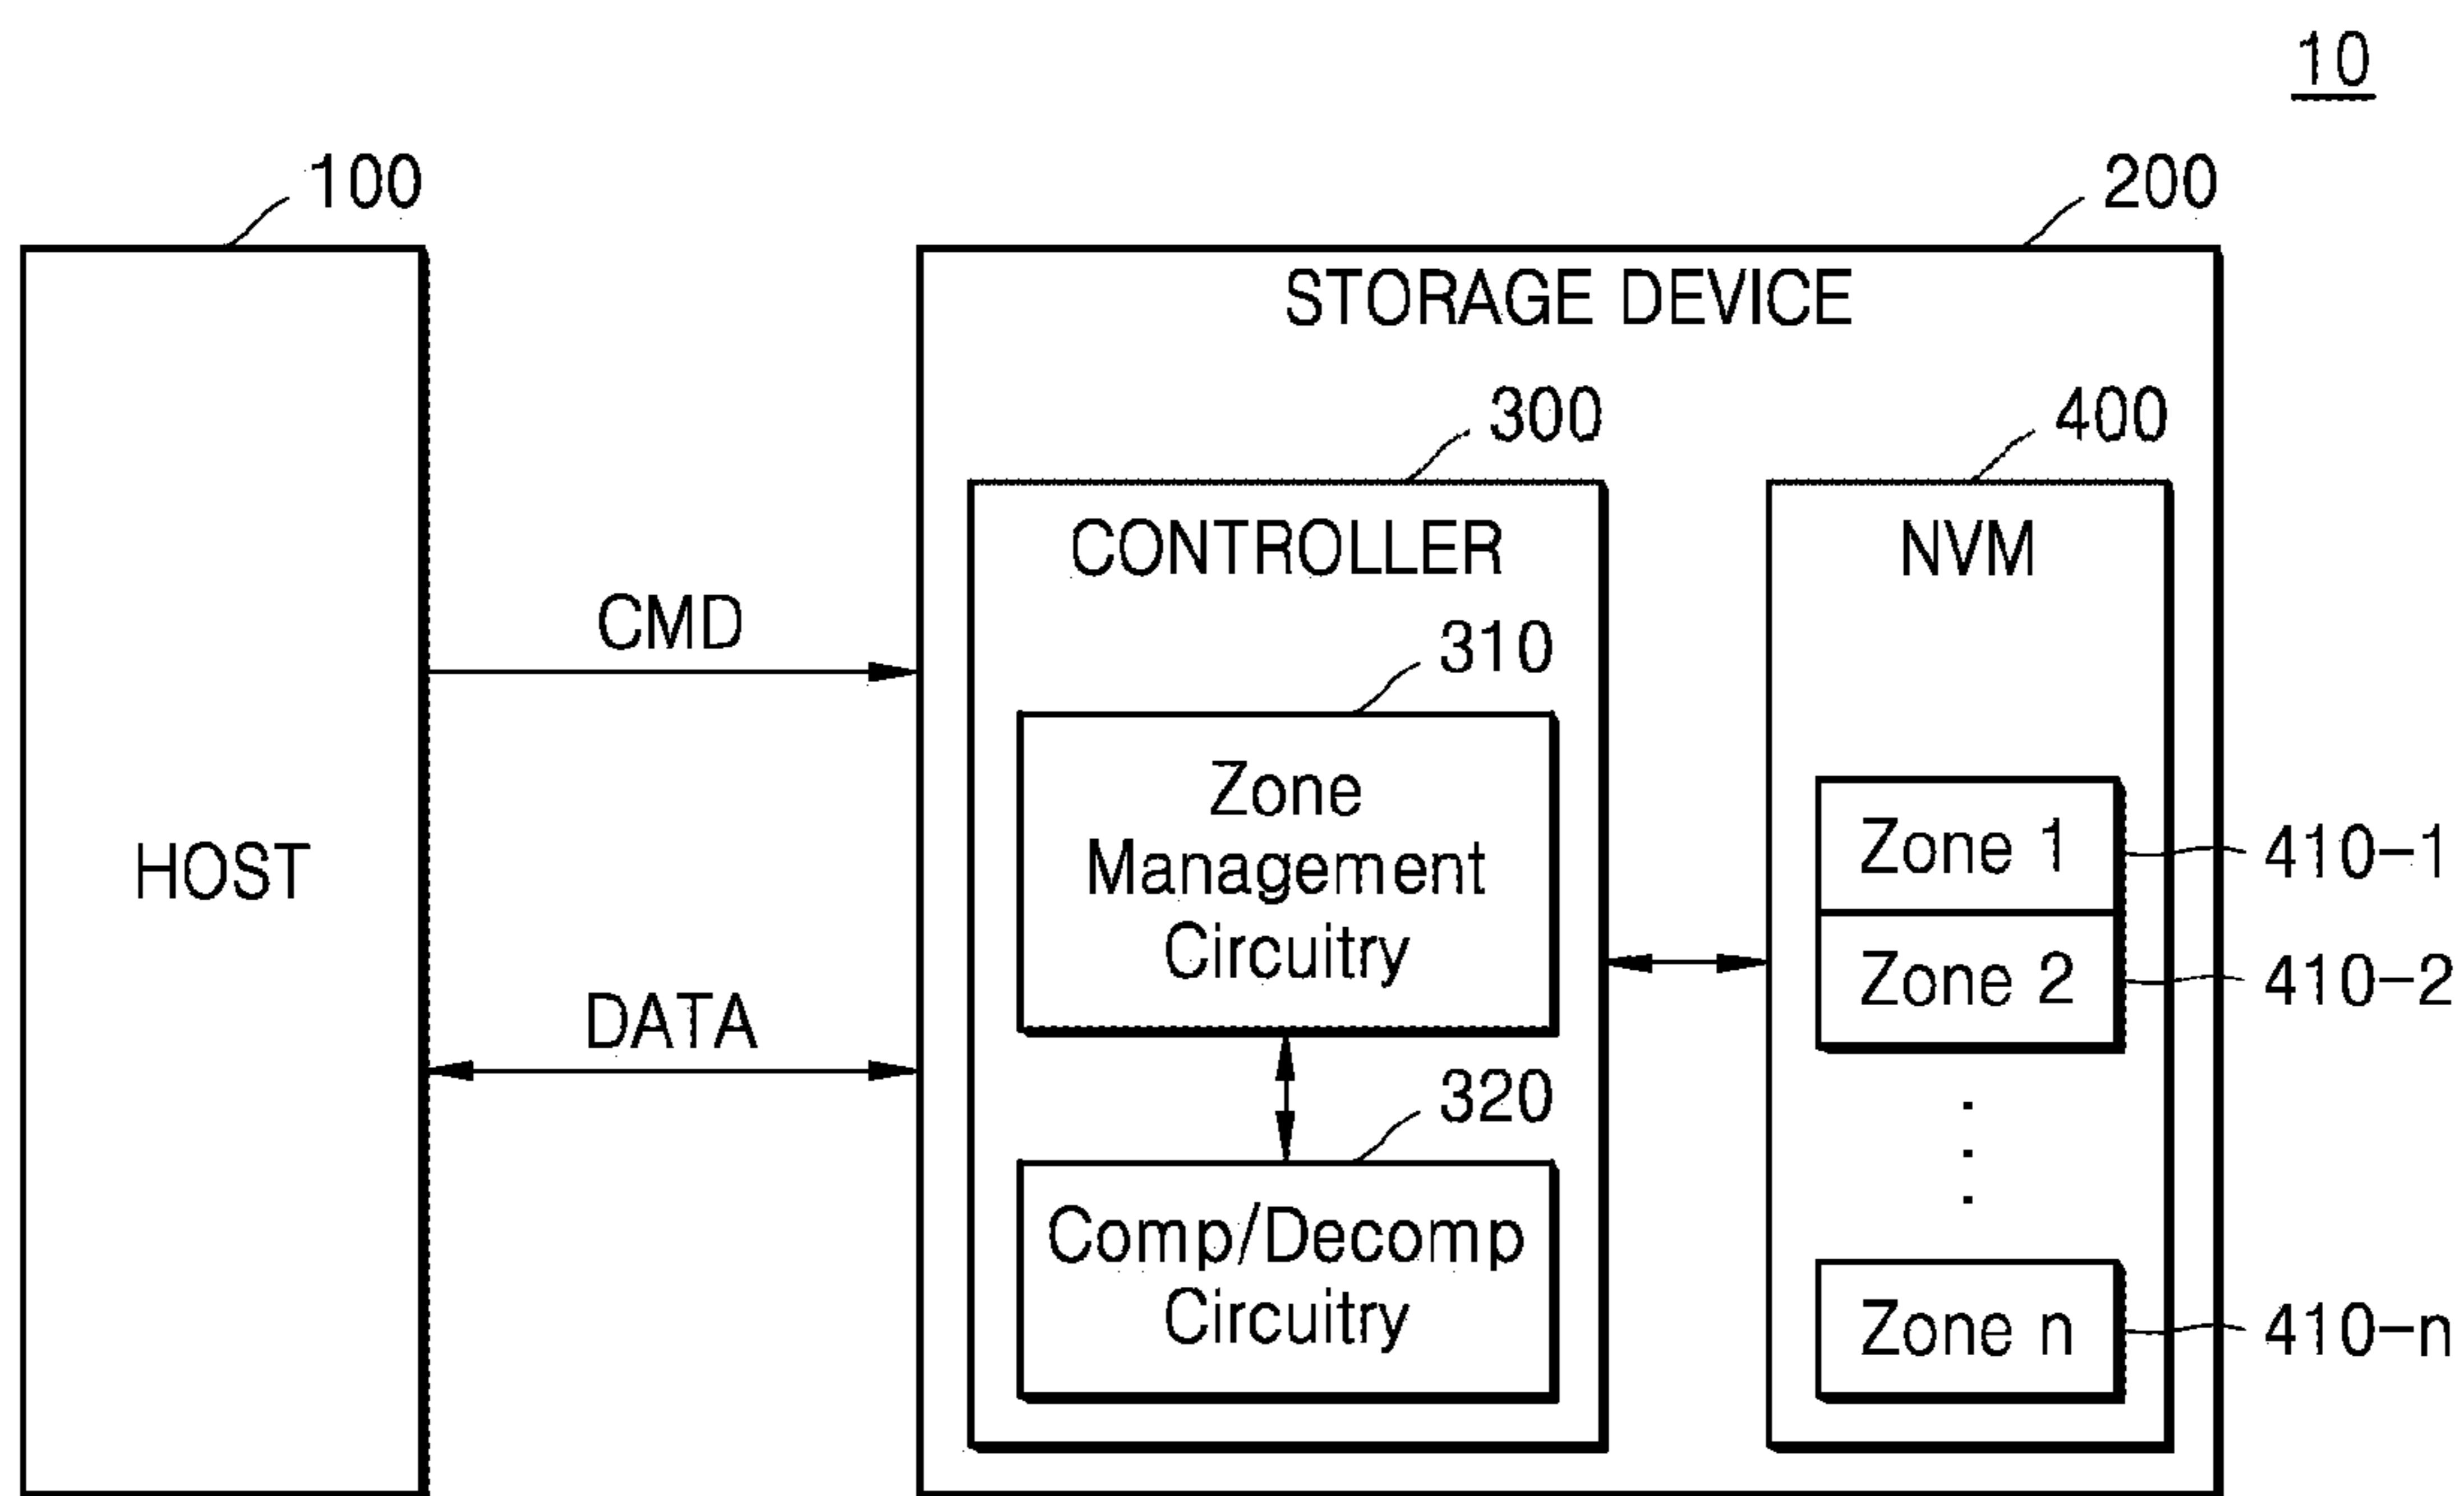 10
100
200
STORAGE DEVICE
300
400
CONTROLLER
NVM
CMD
310
Zone
Management
Circuitry
HOST
Zone 1
410-1
Zone 2
410-2
DATA
320
Comp/Decomp
Circuitry
Zone n
410-n